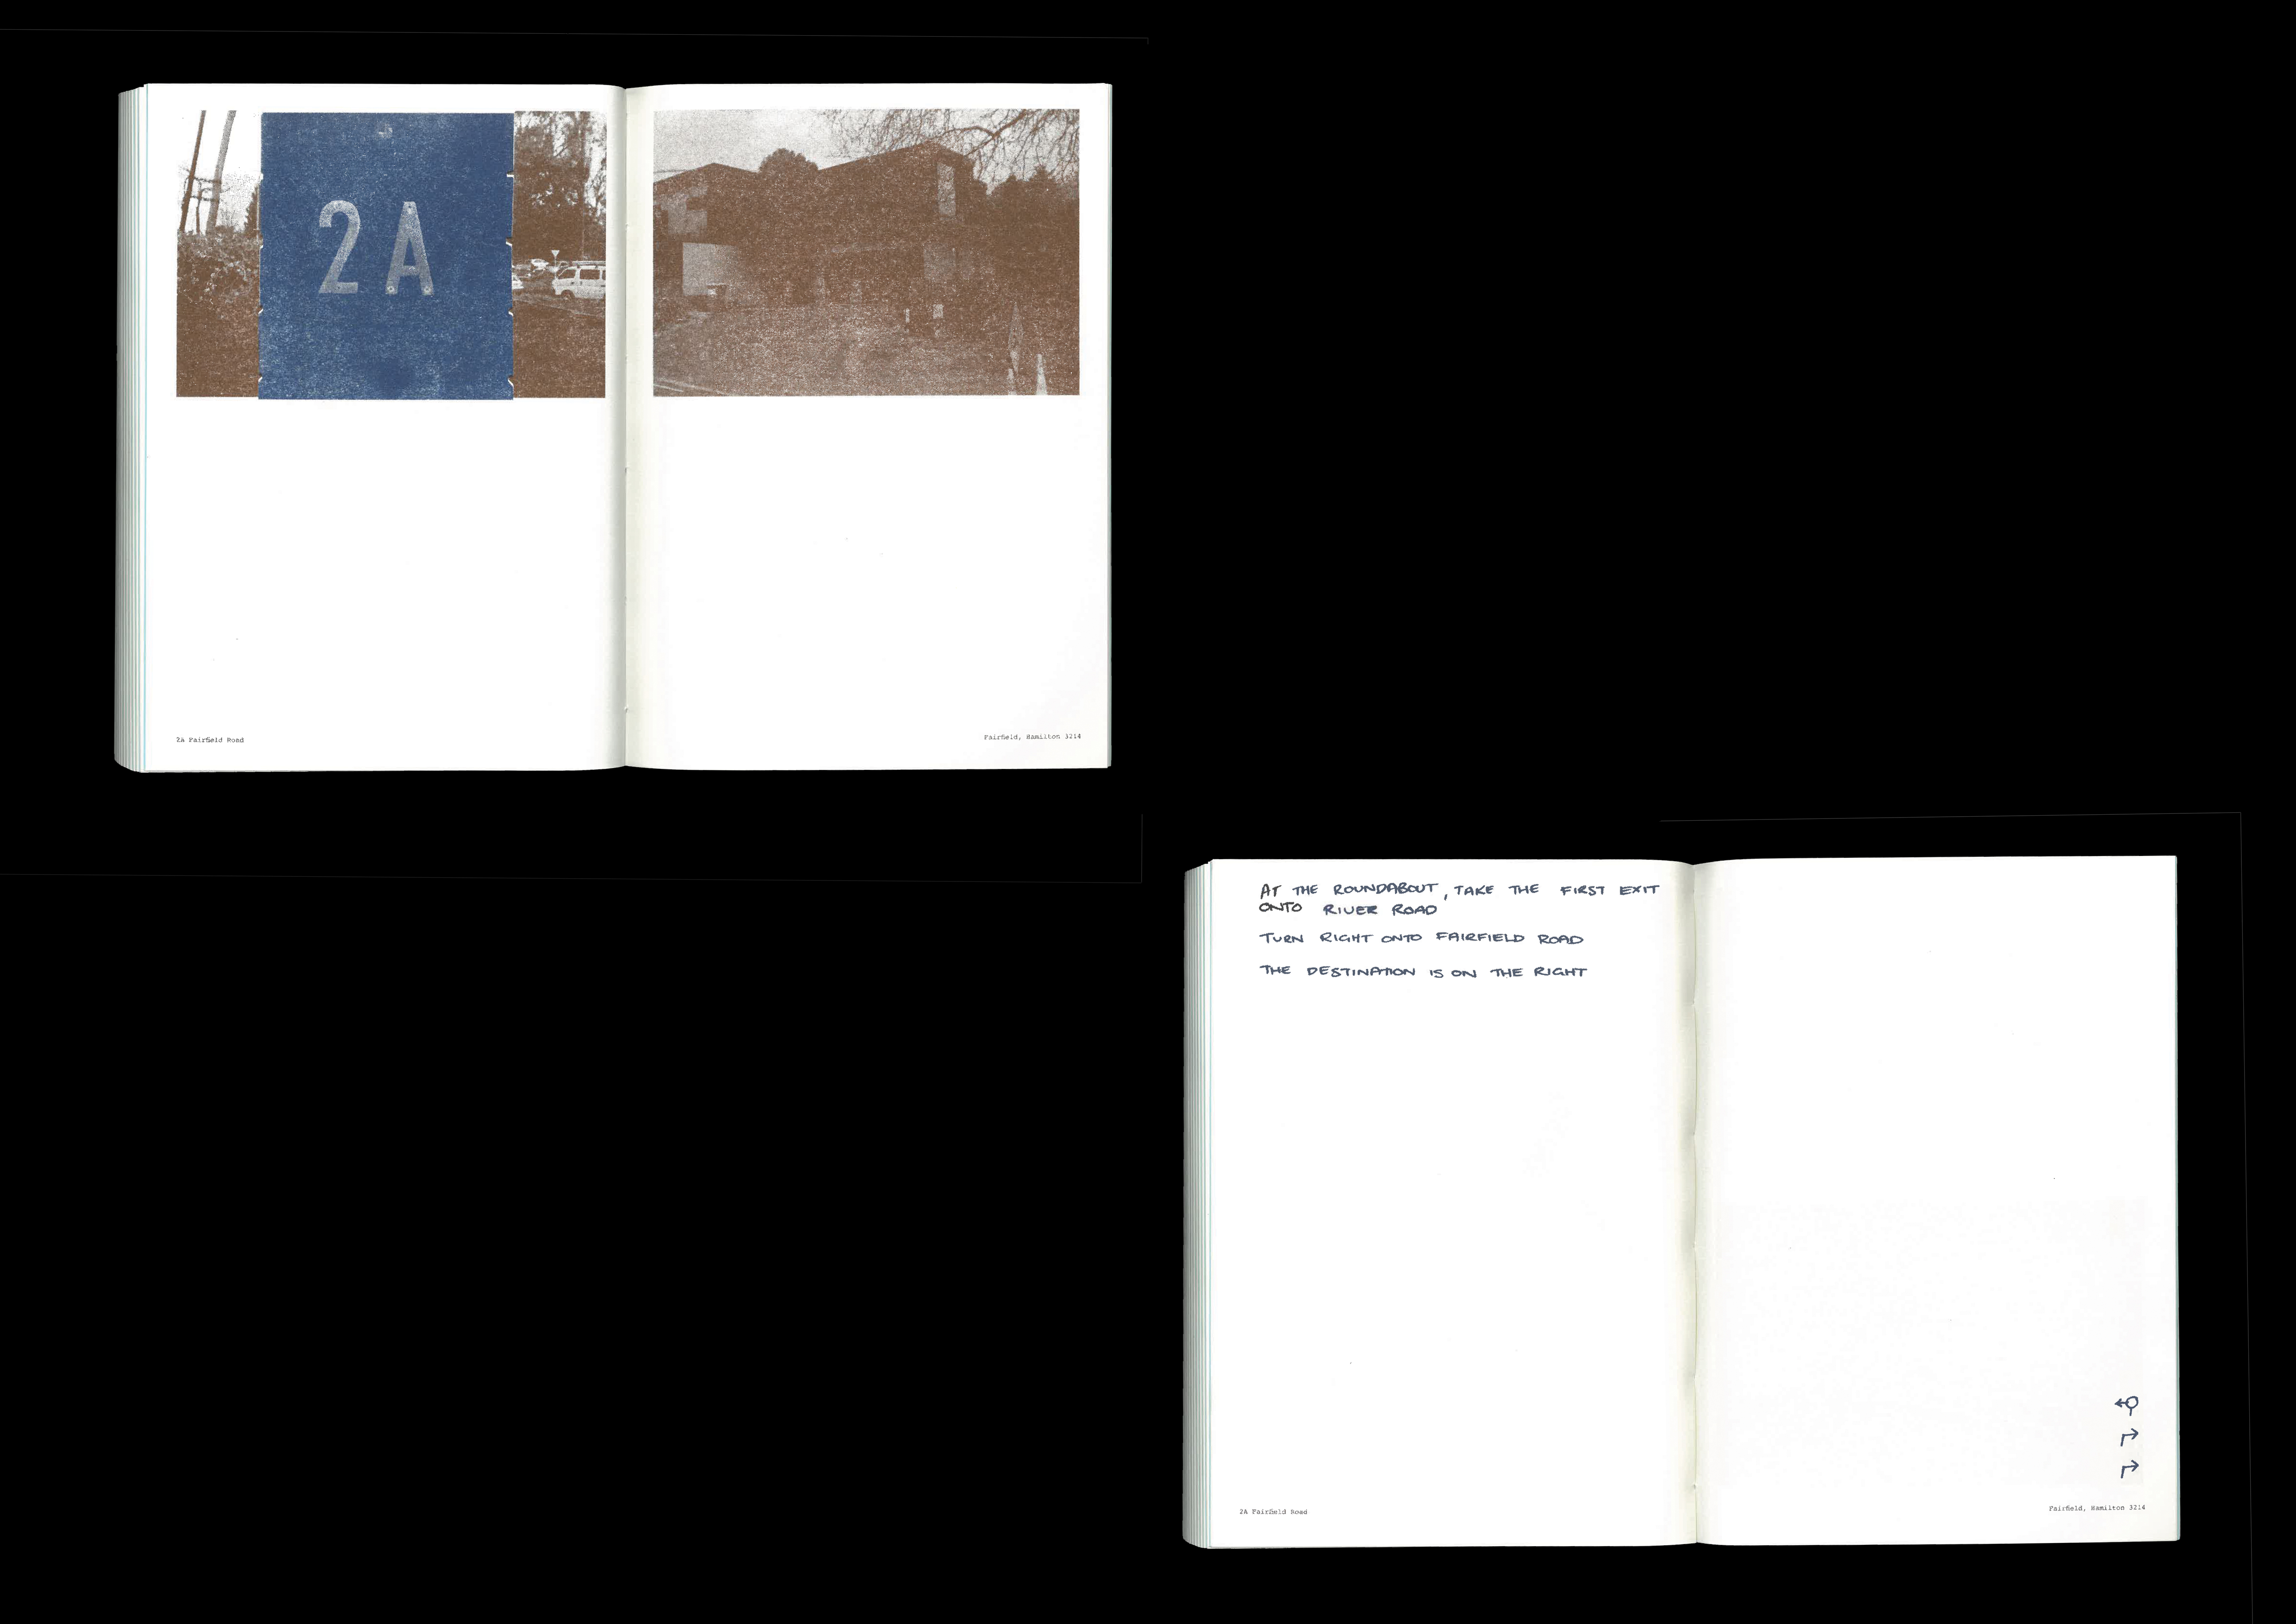 2A
2A Fairfield Road
Fairfield, Hamilton 3214
AT THE ROUNDABOUT, TAKE THE FIRST EXIT
ONTO RIVER ROAD
TURN RIGHT ONTO FAIRFIELD ROAD
THE DESTINATION IS ON THE RIGHT
2A Fairfield Road
Fairfield, Hamilton 3214